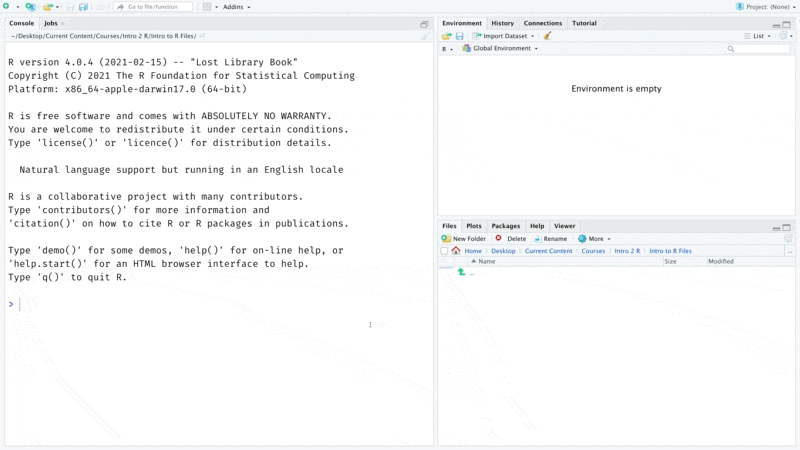 Go to file/function
Addins
Project: (None)
Console
Jobs
~/Desktop/Current Content/Courses/Intro 2 R/Intro to R Files/
R version 4.0.4 (2021-02-15) -- "Lost Library Book"
Copyright (C) 2021 The R Foundation for Statistical Computing
Platform: x86_64-apple-darwin17.0 (64-bit)
R is free software and comes with ABSOLUTELY NO WARRANTY.
You are welcome to redistribute it under certain conditions.
Type 'license()' or 'licence()' for distribution details.
Natural language support but running in an English locale
R is a collaborative project with many contributors.
Type 'contributors()' for more information and
'citation()' on how to cite R or R packages in publications.
Type 'demo()' for some demos, 'help()' for on-line help, or
'help.start()' for an HTML browser interface to help.
Type 'q()' to quit R.
>
Environment History Connections Tutorial
Import Dataset
List
R
Global Environment
Environment is empty
Files Plots Packages Help Viewer
New Folder Delete Rename More
Home Desktop Current Content Courses Intro 2 R Intro to R Files ...
Name Size Modified
..